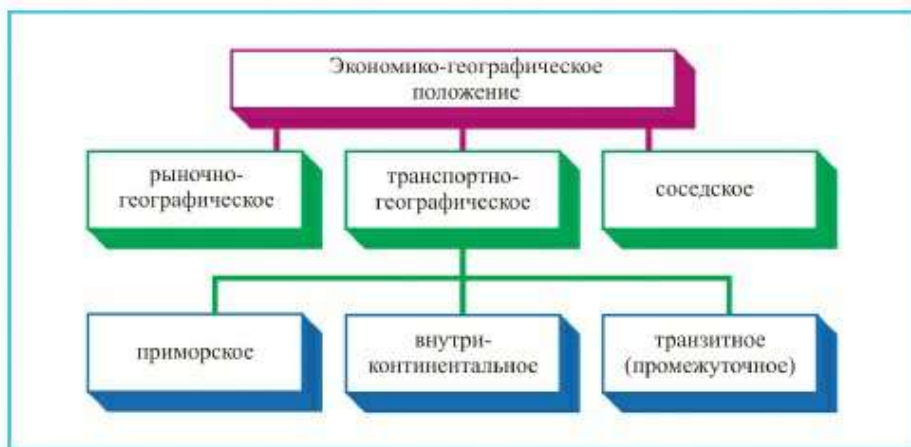 Экономико-географическое
положение
рыночно-
географическое
транспортно-
географическое
соседское
приморское
внутри-
континентальное
транзитное
(промежуточное)